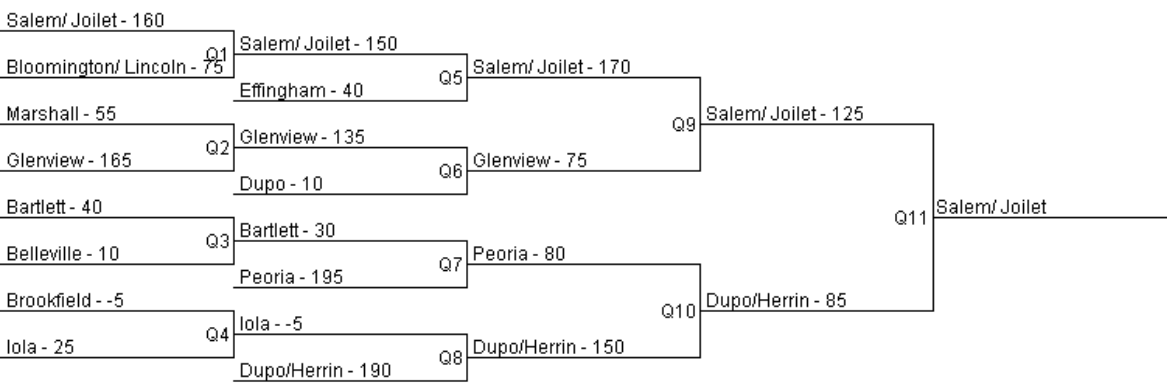 Salem/ Joilet - 160
Q1
Bloomington/ Lincoln - 75
Salem/ Joilet - 150
Q5
Effingham - 40
Salem/ Joilet - 170
Marshall - 55
Q2
Glenview - 165
Glenview - 135
Q6
Dupo - 10
Glenview - 75
Q9
Salem/ Joilet - 125
Bartlett - 40
Q3
Belleville - 10
Bartlett - 30
Q7
Peoria - 195
Peoria - 80
Brookfield - -5
Q4
Iola - 25
Iola - -5
Q8
Dupo/Herrin - 190
Dupo/Herrin - 150
Q10
Dupo/Herrin - 85
Q11
Salem/ Joilet